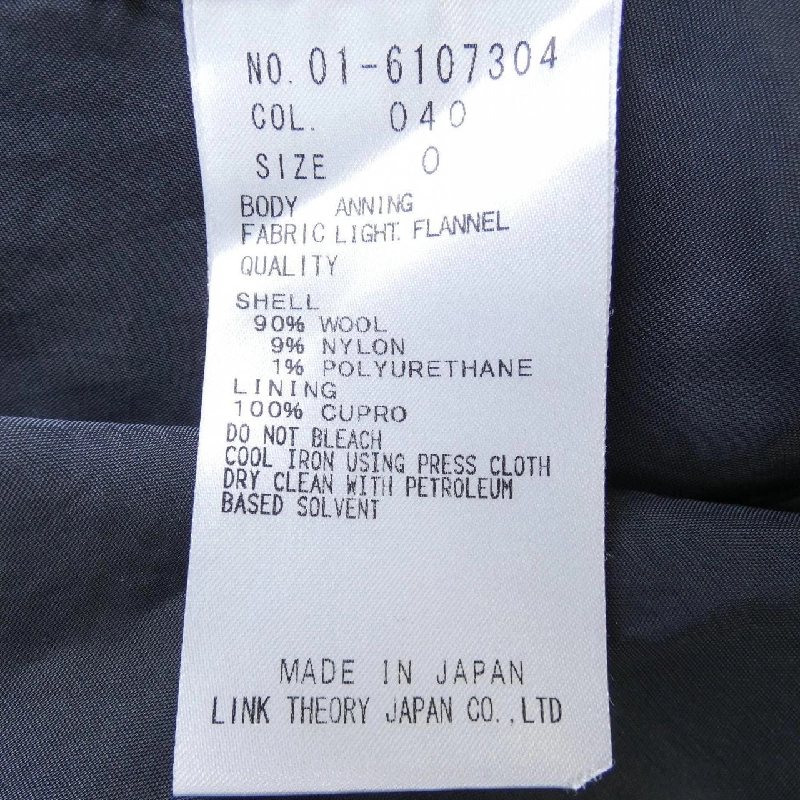 NO. 01-6107304
COL. 040
SIZE 0
BODY ANNING
FABRIC LIGHT. FLANNEL
QUALITY
SHELL
90% WOOL
9% NYLON
1% POLYURETHANE
LINING
100% CUPRO
DO NOT BLEACH
COOL IRON USING PRESS CLOTH
DRY CLEAN WITH PETROLEUM
BASED SOLVENT
MADE IN JAPAN
LINK THEORY JAPAN CO.,LTD